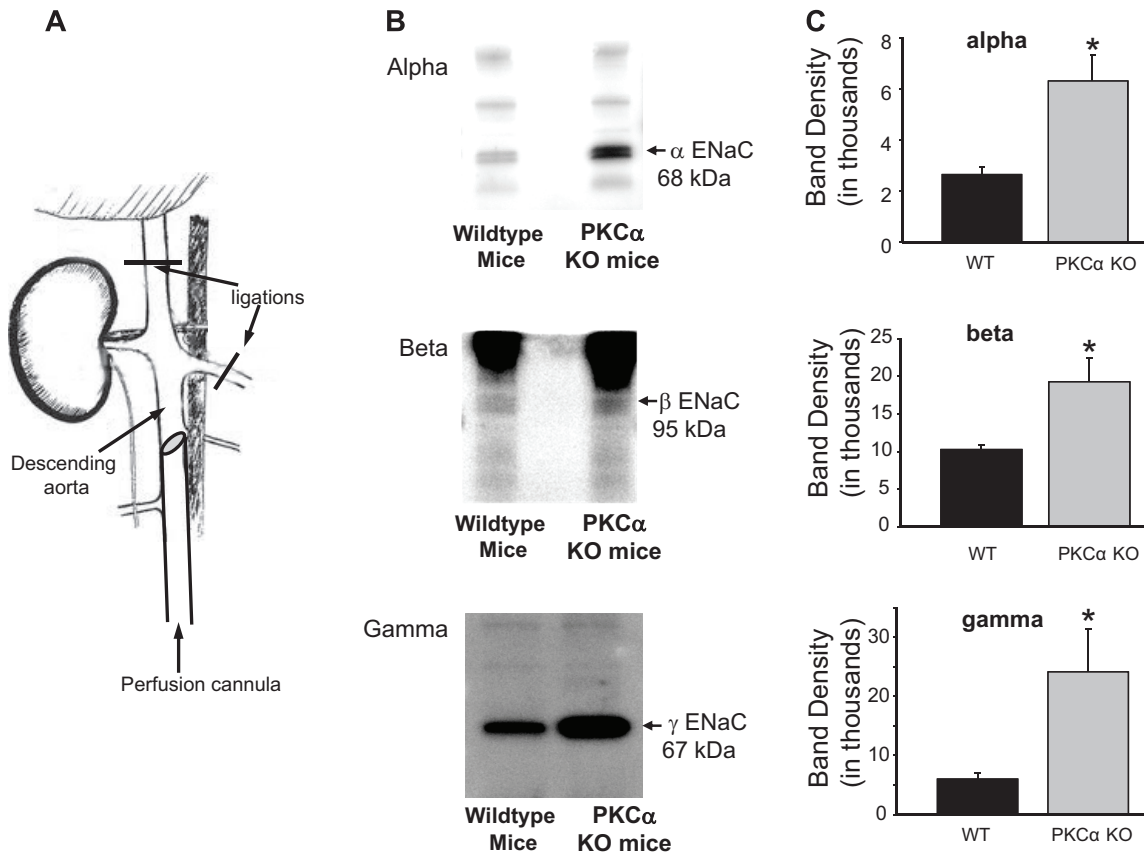 A
ligations
Descending
aorta
Perfusion cannula
B
Alpha
α ENaC
68 kDa
Wildtype
Mice
PKCα
KO mice
Beta
β ENaC
95 kDa
Wildtype
Mice
PKCα
KO mice
Gamma
γ ENaC
67 kDa
Wildtype
Mice
PKCα
KO mice
C
alpha
*
Band Density
(in thousands)
8
6
4
2
0
WT
PKCα KO
beta
*
Band Density
(in thousands)
25
20
15
10
5
0
WT
PKCα KO
gamma
*
Band Density
(in thousands)
30
20
10
0
WT
PKCα KO